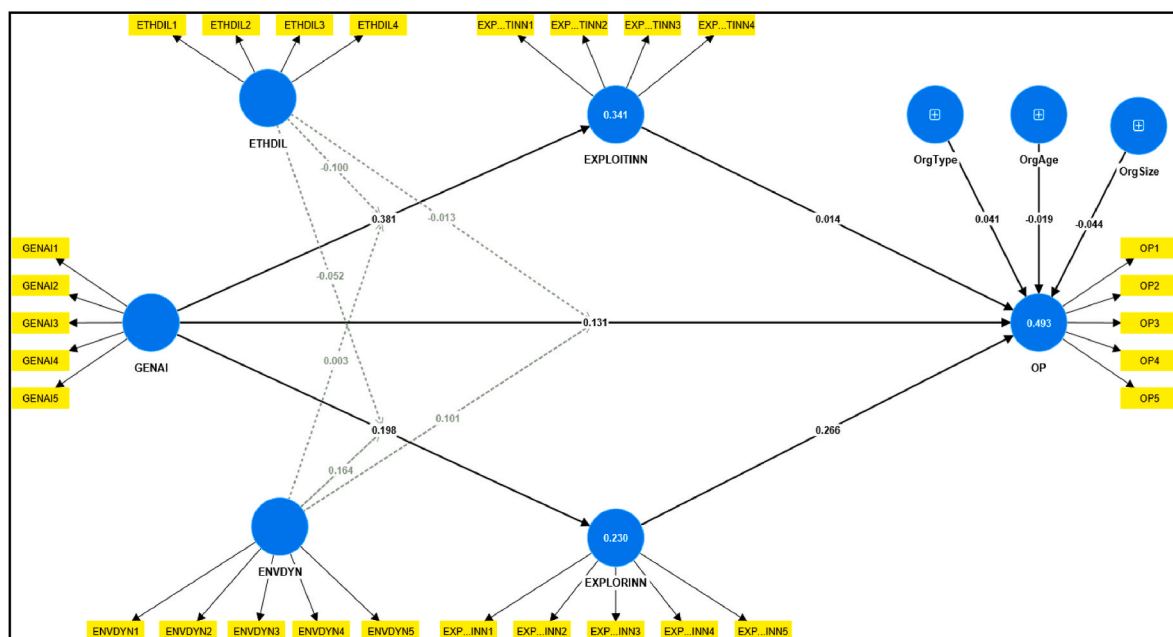 ETHDIL1 ETHDIL2 ETHDIL3 ETHDIL4 EXP...TINN1 EXP...TINN2 EXP...TINN3 EXP...TINN4
0.341
ETHDIL EXPLOITINN OrgType OrgAge OrgSize
-0.100
0.381 -0.013 0.014 0.041 -0.019 -0.044
GENAI1 OP1
GENAI2 -0.052 OP2
GENAI3 0.131 0.493 OP3
GENAI4 OP4
GENAI 0.003 OP
GENAI5 OP5
0.198 0.101 0.266
0.164
0.230
ENVDYN EXPLORINN
ENVDYN1 ENVDYN2 ENVDYN3 ENVDYN4 ENVDYN5 EXP...INN1 EXP...INN2 EXP...INN3 EXP...INN4 EXP...INN5